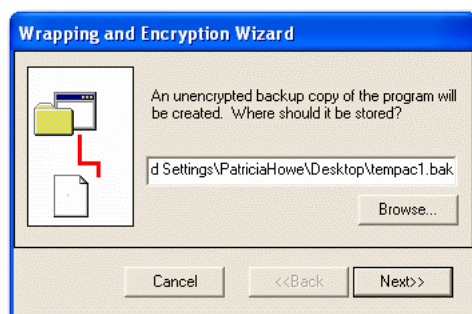 Wrapping and Encryption Wizard
An unencrypted backup copy of the program will
be created. Where should it be stored?
d Settings\PatriciaHowe\Desktop\tempac1.bak
Browse...
Cancel
<<Back
Next>>